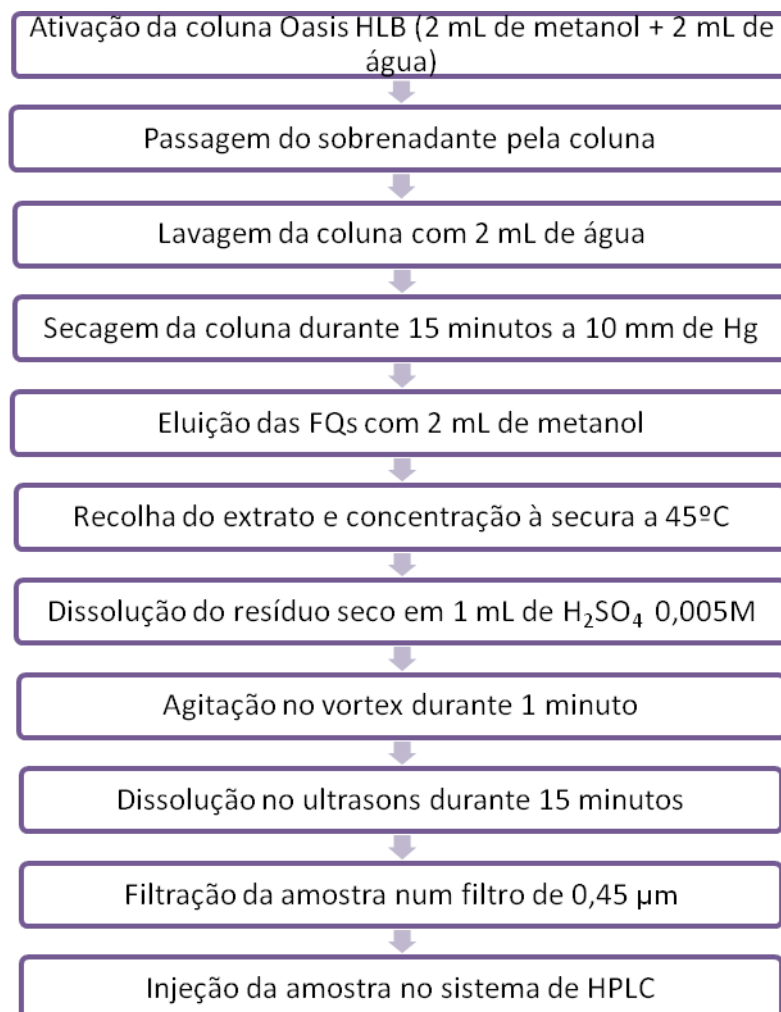 Ativação da coluna Oasis HLB (2 mL de metanol + 2 mL de
água)
Passagem do sobrenadante pela coluna
Lavagem da coluna com 2 mL de água
Secagem da coluna durante 15 minutos a 10 mm de Hg
Eluição das FQs com 2 mL de metanol
Recolha do extrato e concentração à secura a 45ºC
Dissolução do resíduo seco em 1 mL de H₂SO₄ 0,005M
Agitação no vortex durante 1 minuto
Dissolução no ultrasons durante 15 minutos
Filtração da amostra num filtro de 0,45 µm
Injeção da amostra no sistema de HPLC